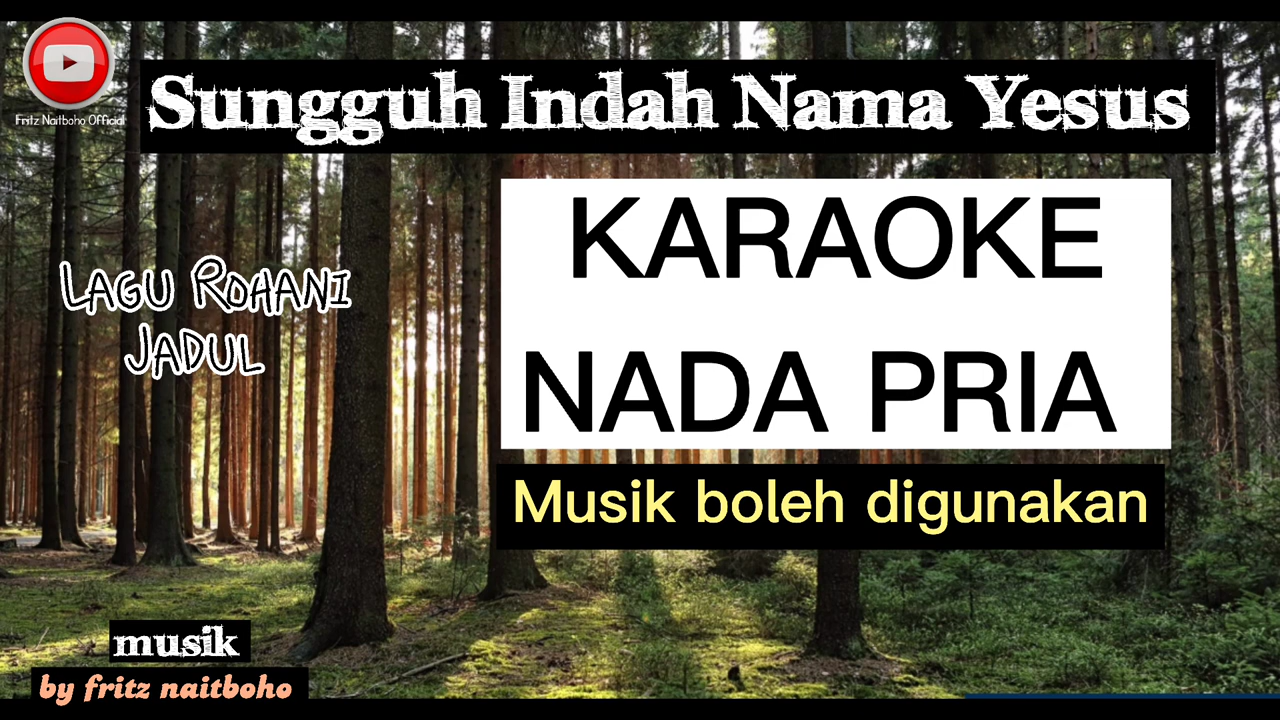 Fritz Naitboho Official
Sungguh Indah Nama Yesus
KARAOKE
NADA PRIA
LAGU ROHANI
JADUL
Musik boleh digunakan
musik
by fritz naitboho